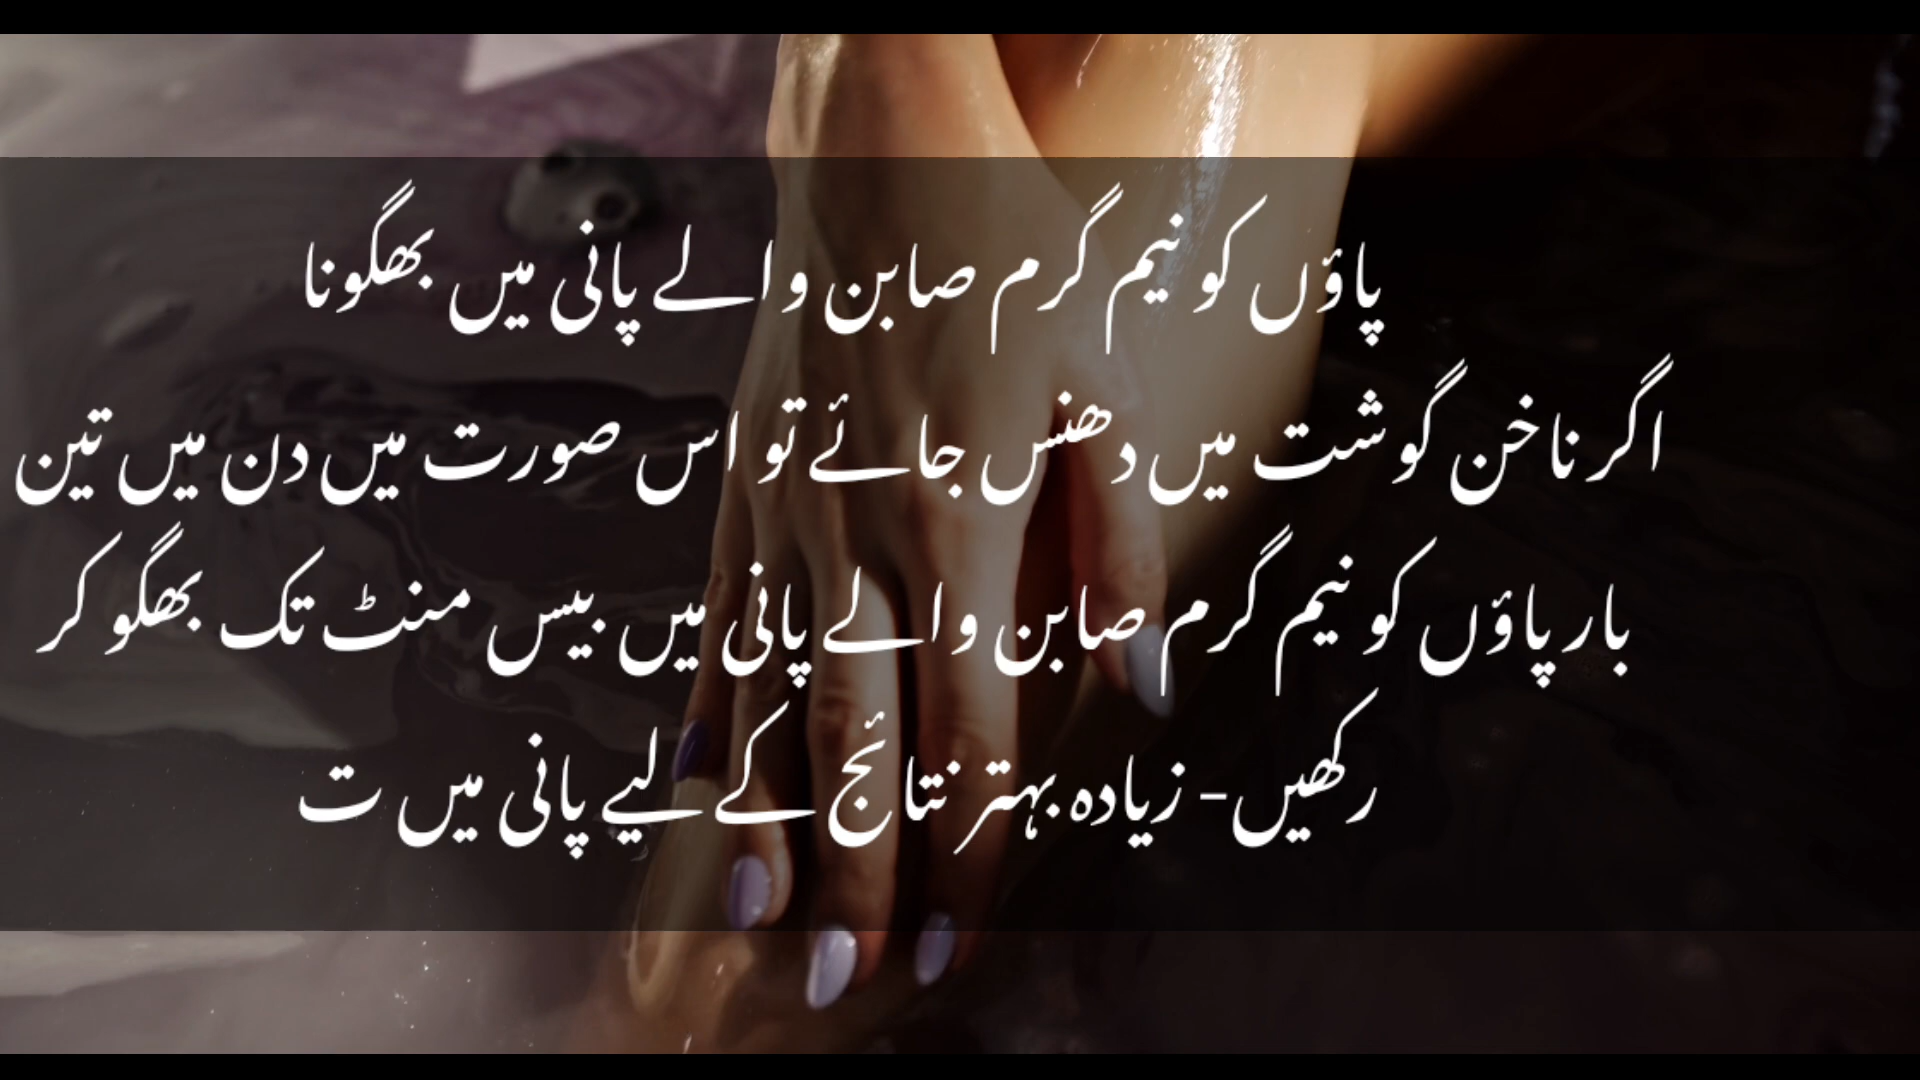 پاؤں کو نیم گرم صابن والے پانی میں بھگونا
اگر ناخن گوشت میں دھنس جائے تو اس صورت میں دن میں تین
بار پاؤں کو نیم گرم صابن والے پانی میں بیس منٹ تک بھگو کر
رکھیں- زیادہ بہتر نتائج کے لیے پانی میں ت